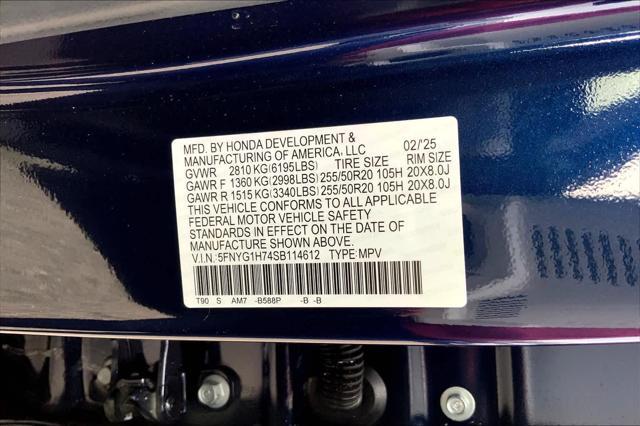 MFD. BY HONDA DEVELOPMENT &
MANUFACTURING OF AMERICA, LLC 02/'25
GVWR 2810 KG(6195LBS) TIRE SIZE RIM SIZE
GAWR F 1360 KG(2998LBS) 255/50R20 105H 20X8.0J
GAWR R 1515 KG(3340LBS) 255/50R20 105H 20X8.0J
THIS VEHICLE CONFORMS TO ALL APPLICABLE
FEDERAL MOTOR VEHICLE SAFETY
STANDARDS IN EFFECT ON THE DATE OF
MANUFACTURE SHOWN ABOVE.
V.I.N.:5FNYG1H74SB114612 TYPE:MPV
T90 S AM7 -B588P -B -B